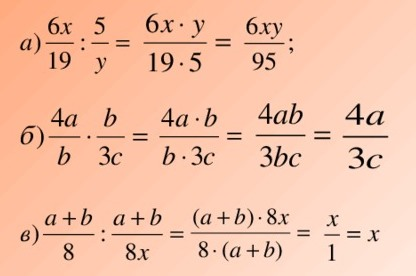 а) 6x/19 : 5/y = 6x · y/19 · 5 = 6xy/95 ;
б) 4a/b · b/3c = 4a · b/b · 3c = 4ab/3bc = 4a/3c
в) a + b/8 : a + b/8x = (a + b) · 8x/8 · (a + b) = x/1 = x